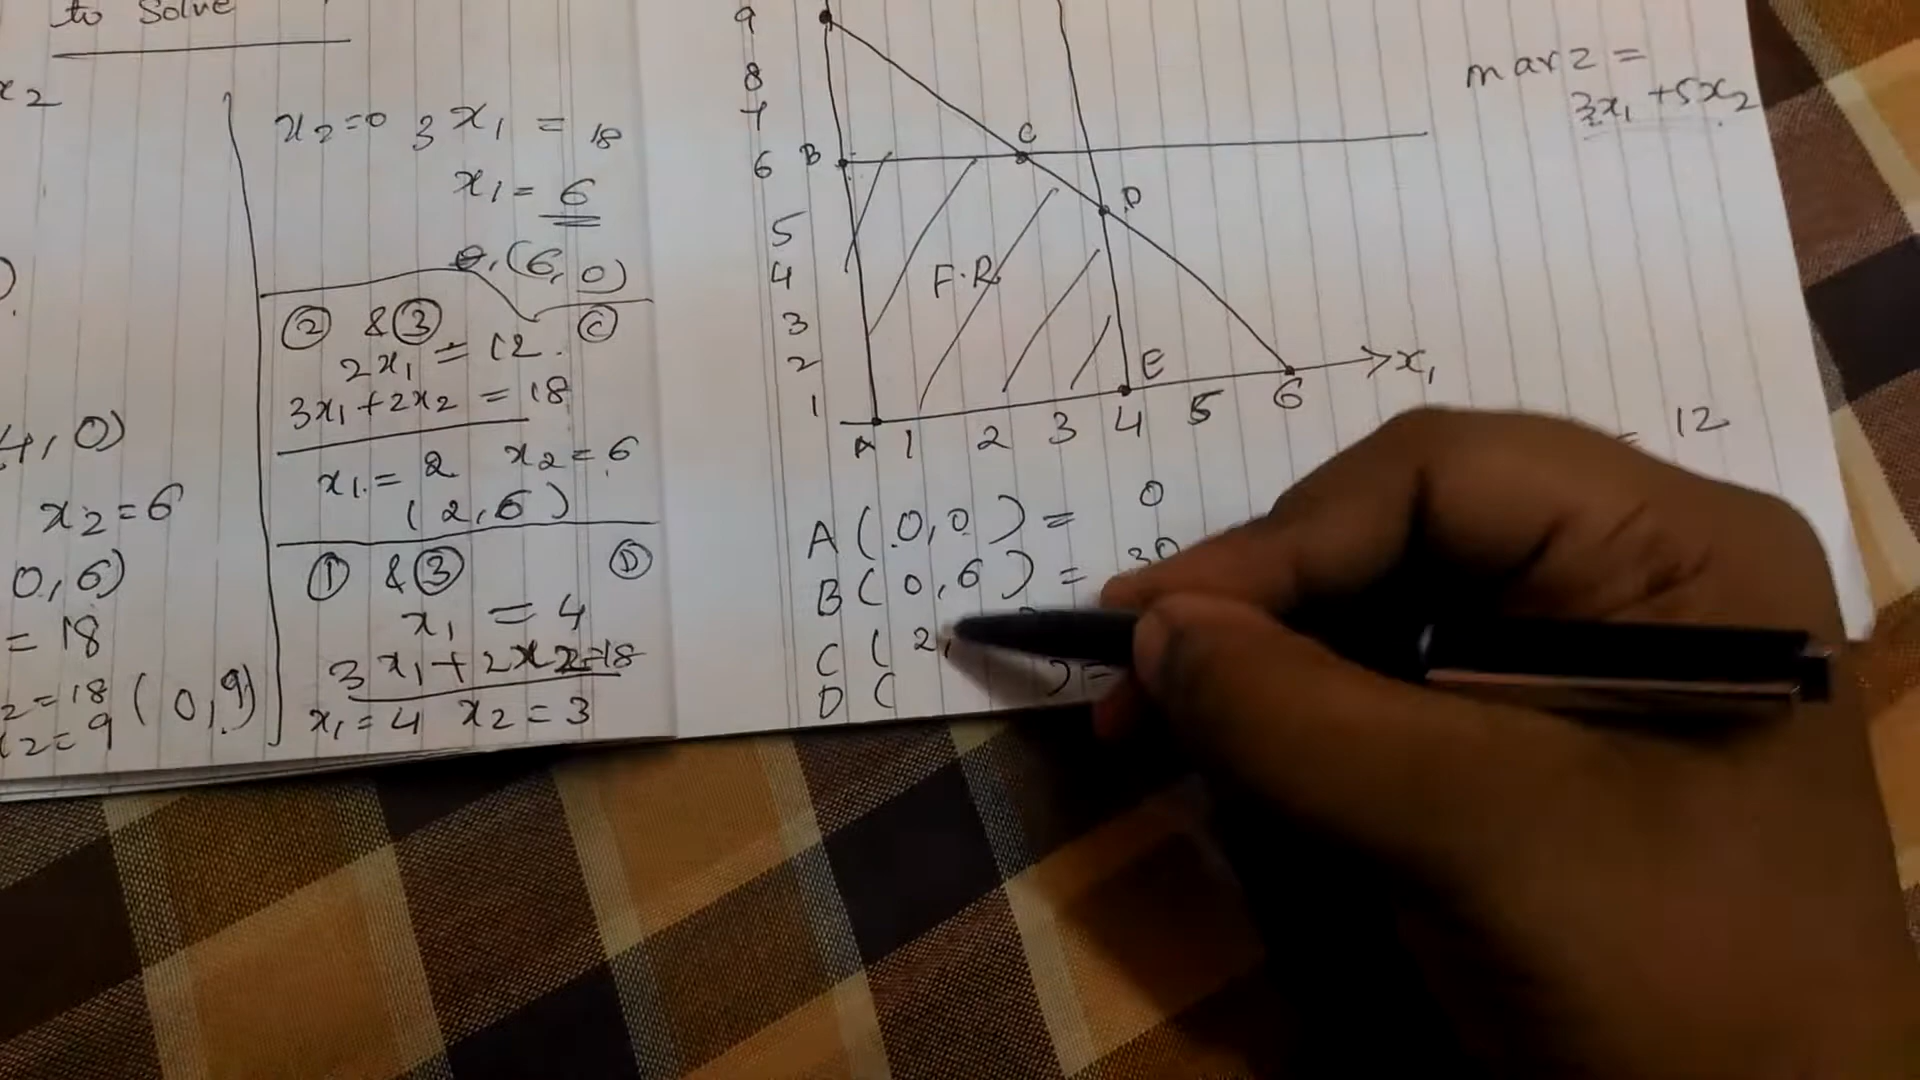 to Solve
x2
x2=0 3x1 = 18
x1 = 6
(6,0)
② & ③ Ⓒ
2x1 = 12.
3x1+2x2 = 18
x1 = 2 x2 = 6
(2,6)
① & ③ Ⓓ
x1 = 4
3x1+2x2=18
x1=4 x2=3
4,0)
x2=6
0,6)
= 18
2=18 (0,9)
x2=9
9
8
7
6 B C
5 D
4 F.R
3
2 E x1
1
A 1 2 3 4 5 6
max z =
3x1 + 5x2
= 12
A (0,0) = 0
B (0,6) = 30
C ( 2,
D ( ) =